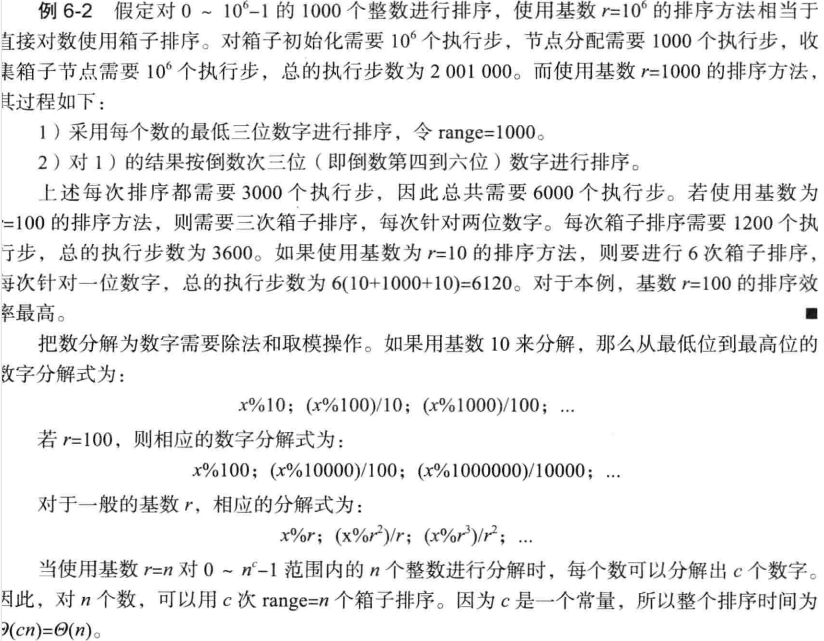 例 6-2 假定对 0 ~ 10⁶-1 的 1000 个整数进行排序，使用基数 r=10⁶ 的排序方法相当于
直接对数使用箱子排序。对箱子初始化需要 10⁶ 个执行步，节点分配需要 1000 个执行步，收
集箱子节点需要 10⁶ 个执行步，总的执行步数为 2 001 000。而使用基数 r=1000 的排序方法，
其过程如下：
1）采用每个数的最低三位数字进行排序，令 range=1000。
2）对 1）的结果按倒数次三位（即倒数第四到六位）数字进行排序。
上述每次排序都需要 3000 个执行步，因此总共需要 6000 个执行步。若使用基数为
r=100 的排序方法，则需要三次箱子排序，每次针对两位数字。每次箱子排序需要 1200 个执
行步，总的执行步数为 3600。如果使用基数为 r=10 的排序方法，则要进行 6 次箱子排序，
每次针对一位数字，总的执行步数为 6(10+1000+10)=6120。对于本例，基数 r=100 的排序效
率最高。 ■
把数分解为数字需要除法和取模操作。如果用基数 10 来分解，那么从最低位到最高位的
数字分解式为：
x%10；(x%100)/10；(x%1000)/100；…
若 r=100，则相应的数字分解式为：
x%100；(x%10000)/100；(x%1000000)/10000；…
对于一般的基数 r，相应的分解式为：
x%r；(x%r²)/r；(x%r³)/r²；…
当使用基数 r=n 对 0 ~ nᶜ-1 范围内的 n 个整数进行分解时，每个数可以分解出 c 个数字。
因此，对 n 个数，可以用 c 次 range=n 个箱子排序。因为 c 是一个常量，所以整个排序时间为
Θ(cn)=Θ(n)。